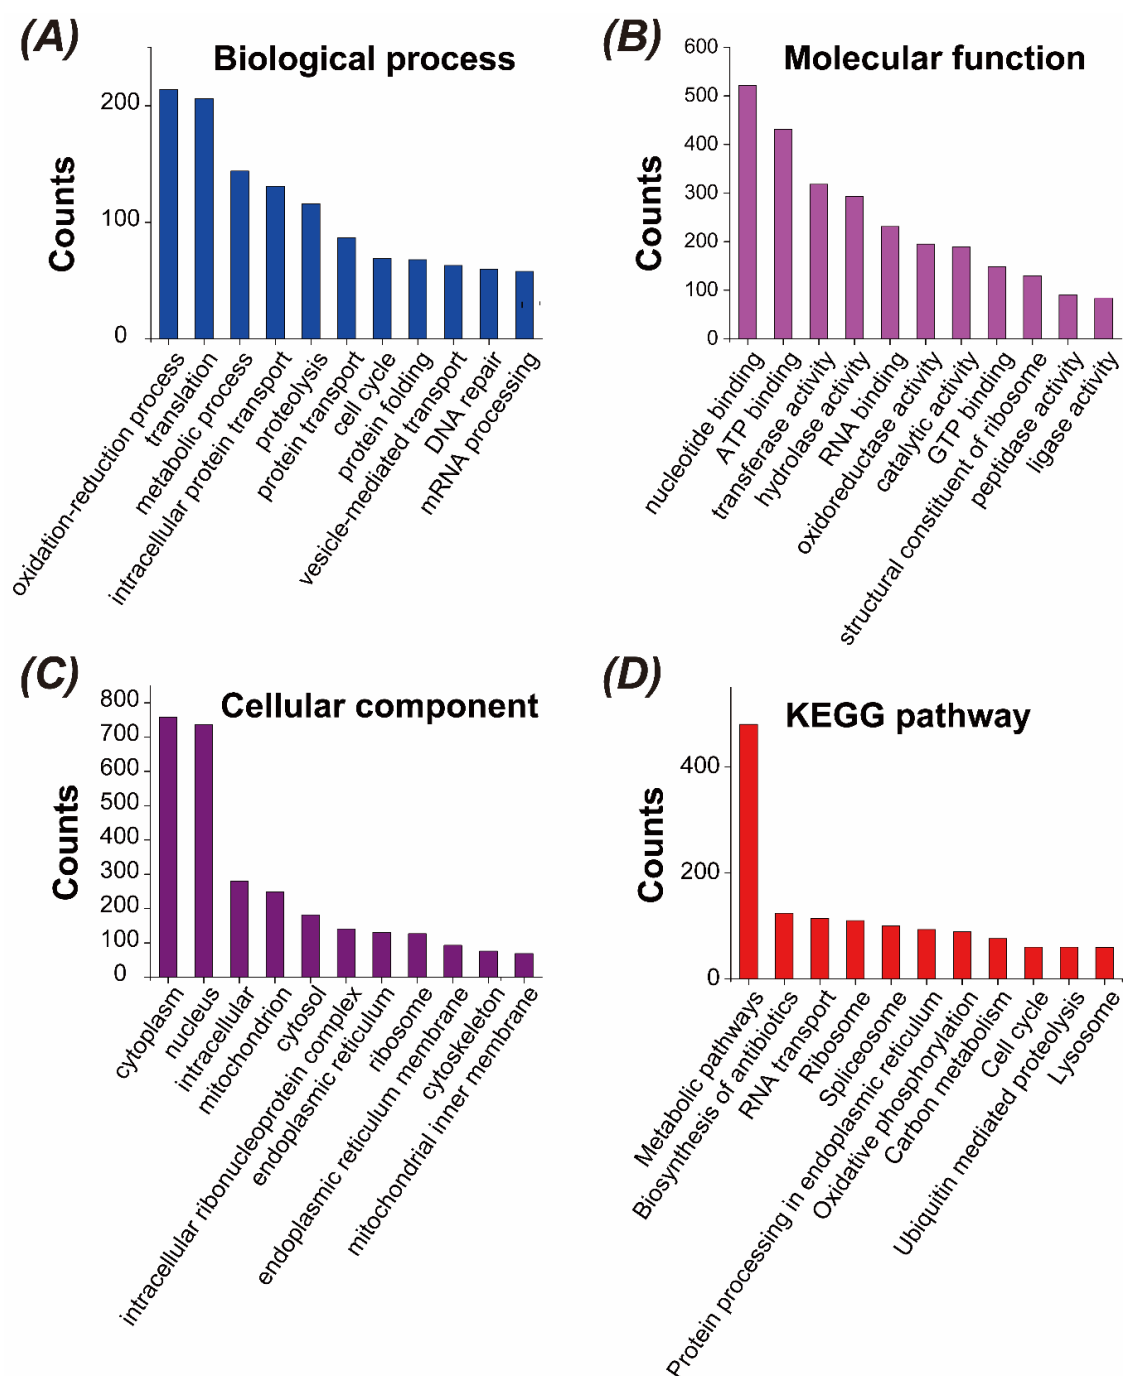 (A)
Biological process
Counts
200
100
0
oxidation-reduction process
translation
metabolic process
intracellular protein transport
proteolysis
protein transport
cell cycle
protein folding
vesicle-mediated transport
DNA repair
mRNA processing
(B)
Molecular function
Counts
600
500
400
300
200
100
0
nucleotide binding
ATP binding
transferase activity
hydrolase activity
RNA binding
oxidoreductase activity
catalytic activity
GTP binding
structural constituent of ribosome
peptidase activity
ligase activity
(C)
Cellular component
Counts
800
700
600
500
400
300
200
100
0
cytoplasm
nucleus
intracellular
mitochondrion
cytosol
intracellular ribonucleoprotein complex
endoplasmic reticulum
ribosome
endoplasmic reticulum membrane
cytoskeleton
mitochondrial inner membrane
(D)
KEGG pathway
Counts
400
200
0
Metabolic pathways
Biosynthesis of antibiotics
RNA transport
Ribosome
Spliceosome
Protein processing in endoplasmic reticulum
Oxidative phosphorylation
Carbon metabolism
Cell cycle
Ubiquitin mediated proteolysis
Lysosome